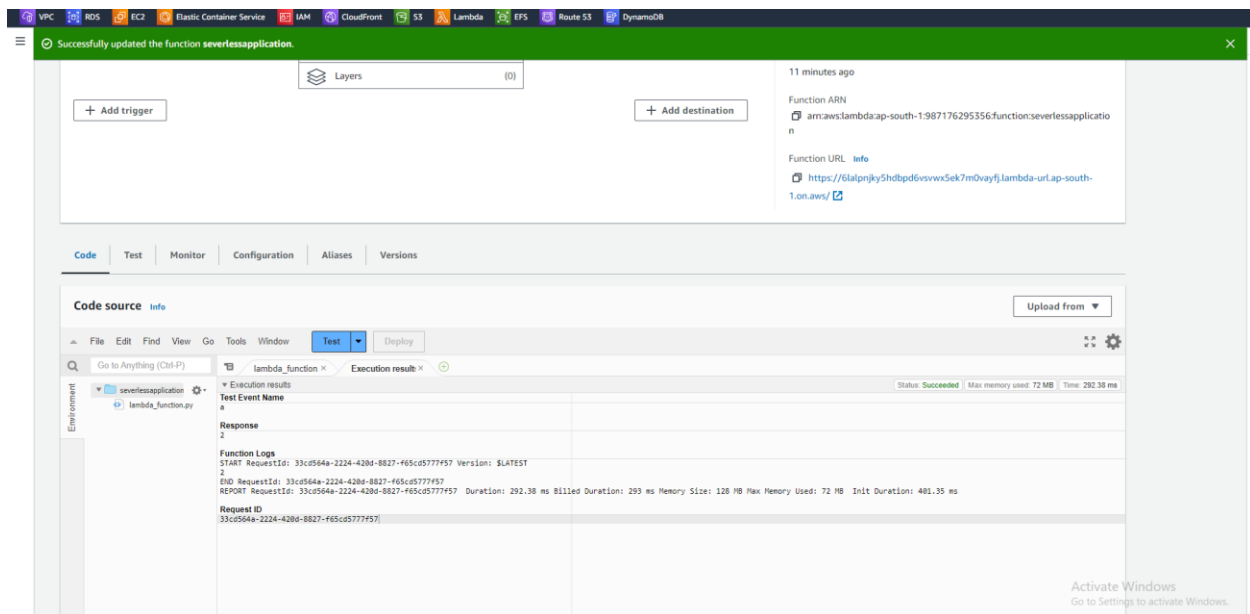 VPC RDS EC2 Elastic Container Service IAM CloudFront S3 Lambda EFS Route 53 DynamoDB
Successfully updated the function severlessapplication.
Layers (0)
+ Add trigger
+ Add destination
11 minutes ago
Function ARN
arn:aws:lambda:ap-south-1:987176295356:function:severlessapplicatio
n
Function URL Info
https://6lalpnjky5hdbpd6vsvwx5ek7m0vayfj.lambda-url.ap-south-
1.on.aws/
Code Test Monitor Configuration Aliases Versions
Code source Info
Upload from
File Edit Find View Go Tools Window Test Deploy
Go to Anything (Ctrl-P)
lambda_function × Execution result× 
Environment
severlessapplication
lambda_function.py
Execution results
Status: Succeeded Max memory used: 72 MB Time: 292.38 ms
Test Event Name
a
Response
2
Function Logs
START RequestId: 33cd564a-2224-420d-8827-f65cd5777f57 Version: $LATEST
2
END RequestId: 33cd564a-2224-420d-8827-f65cd5777f57
REPORT RequestId: 33cd564a-2224-420d-8827-f65cd5777f57 Duration: 292.38 ms Billed Duration: 293 ms Memory Size: 128 MB Max Memory Used: 72 MB Init Duration: 401.35 ms
Request ID
33cd564a-2224-420d-8827-f65cd5777f57
Activate Windows
Go to Settings to activate Windows.